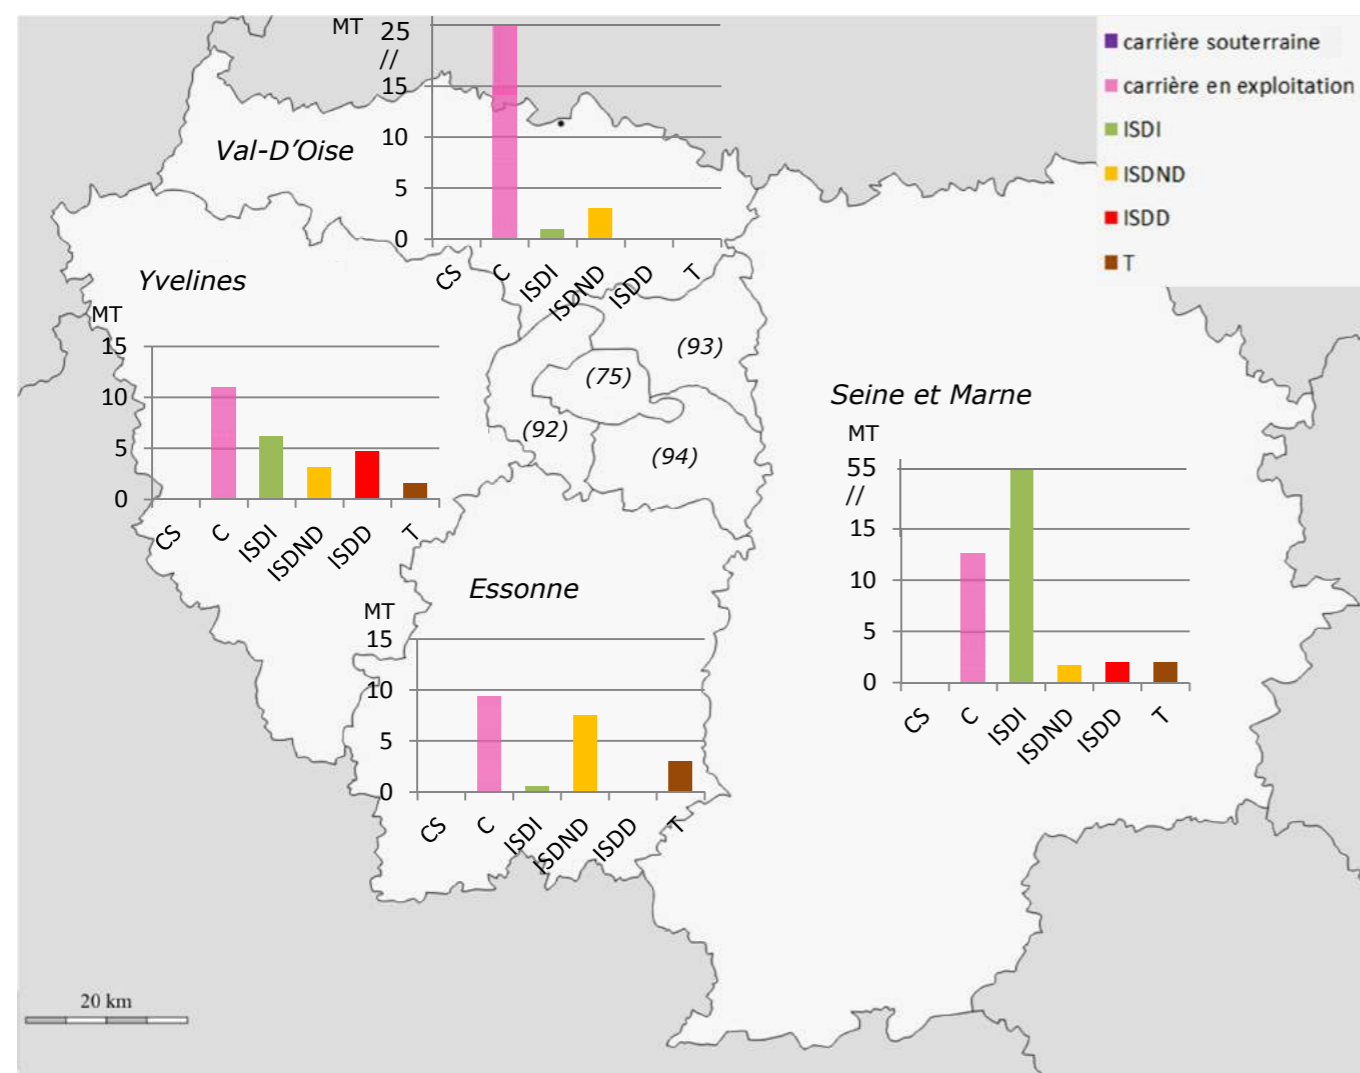 MT
25
//
15
10
5
0
CS
C
ISDI
ISDND
ISDD
T
carrière souterraine
carrière en exploitation
ISDI
ISDND
ISDD
T
Val-D'Oise
Yvelines
MT
15
10
5
0
CS
C
ISDI
ISDND
ISDD
T
(93)
(75)
(92)
(94)
Seine et Marne
MT
55
//
15
10
5
0
CS
C
ISDI
ISDND
ISDD
T
Essonne
MT
15
10
5
0
CS
C
ISDI
ISDND
ISDD
T
20 km